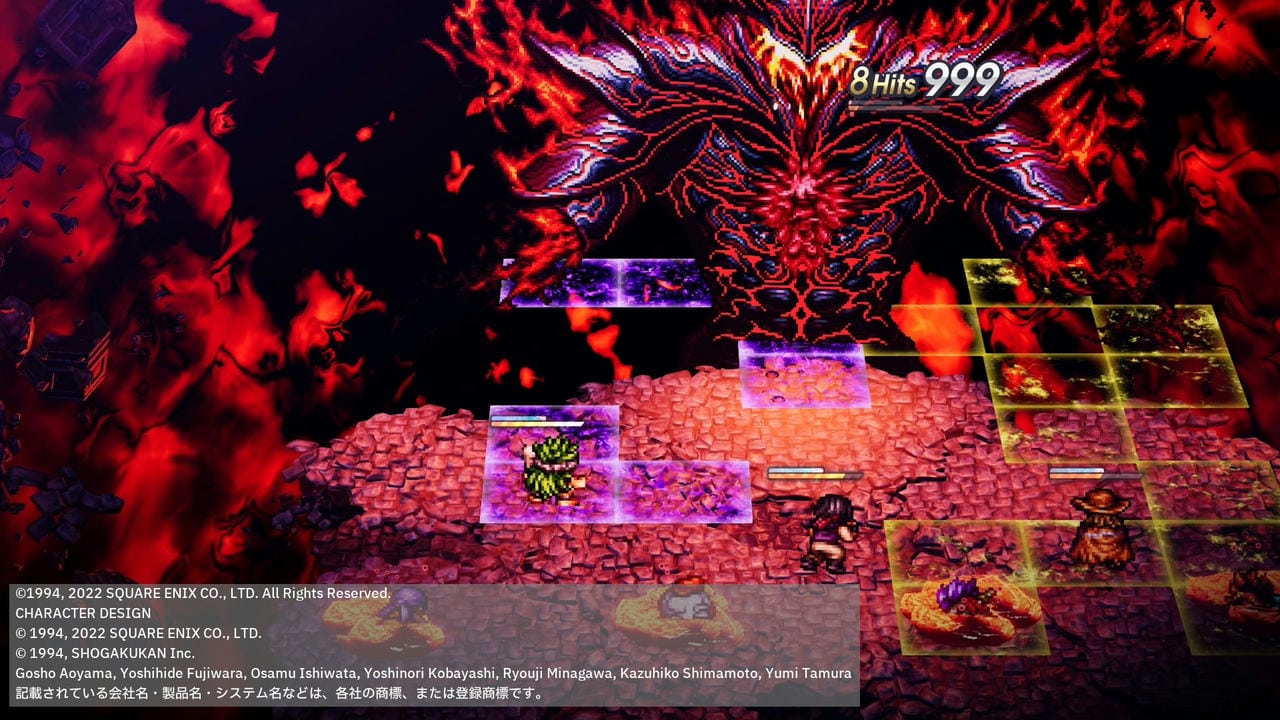 8Hits 999
©1994, 2022 SQUARE ENIX CO., LTD. All Rights Reserved.
CHARACTER DESIGN
© 1994, 2022 SQUARE ENIX CO., LTD.
© 1994, SHOGAKUKAN Inc.
Gosho Aoyama, Yoshihide Fujiwara, Osamu Ishiwata, Yoshinori Kobayashi, Ryouji Minagawa, Kazuhiko Shimamoto, Yumi Tamura
記載されている会社名・製品名・システム名などは、各社の商標、または登録商標です。